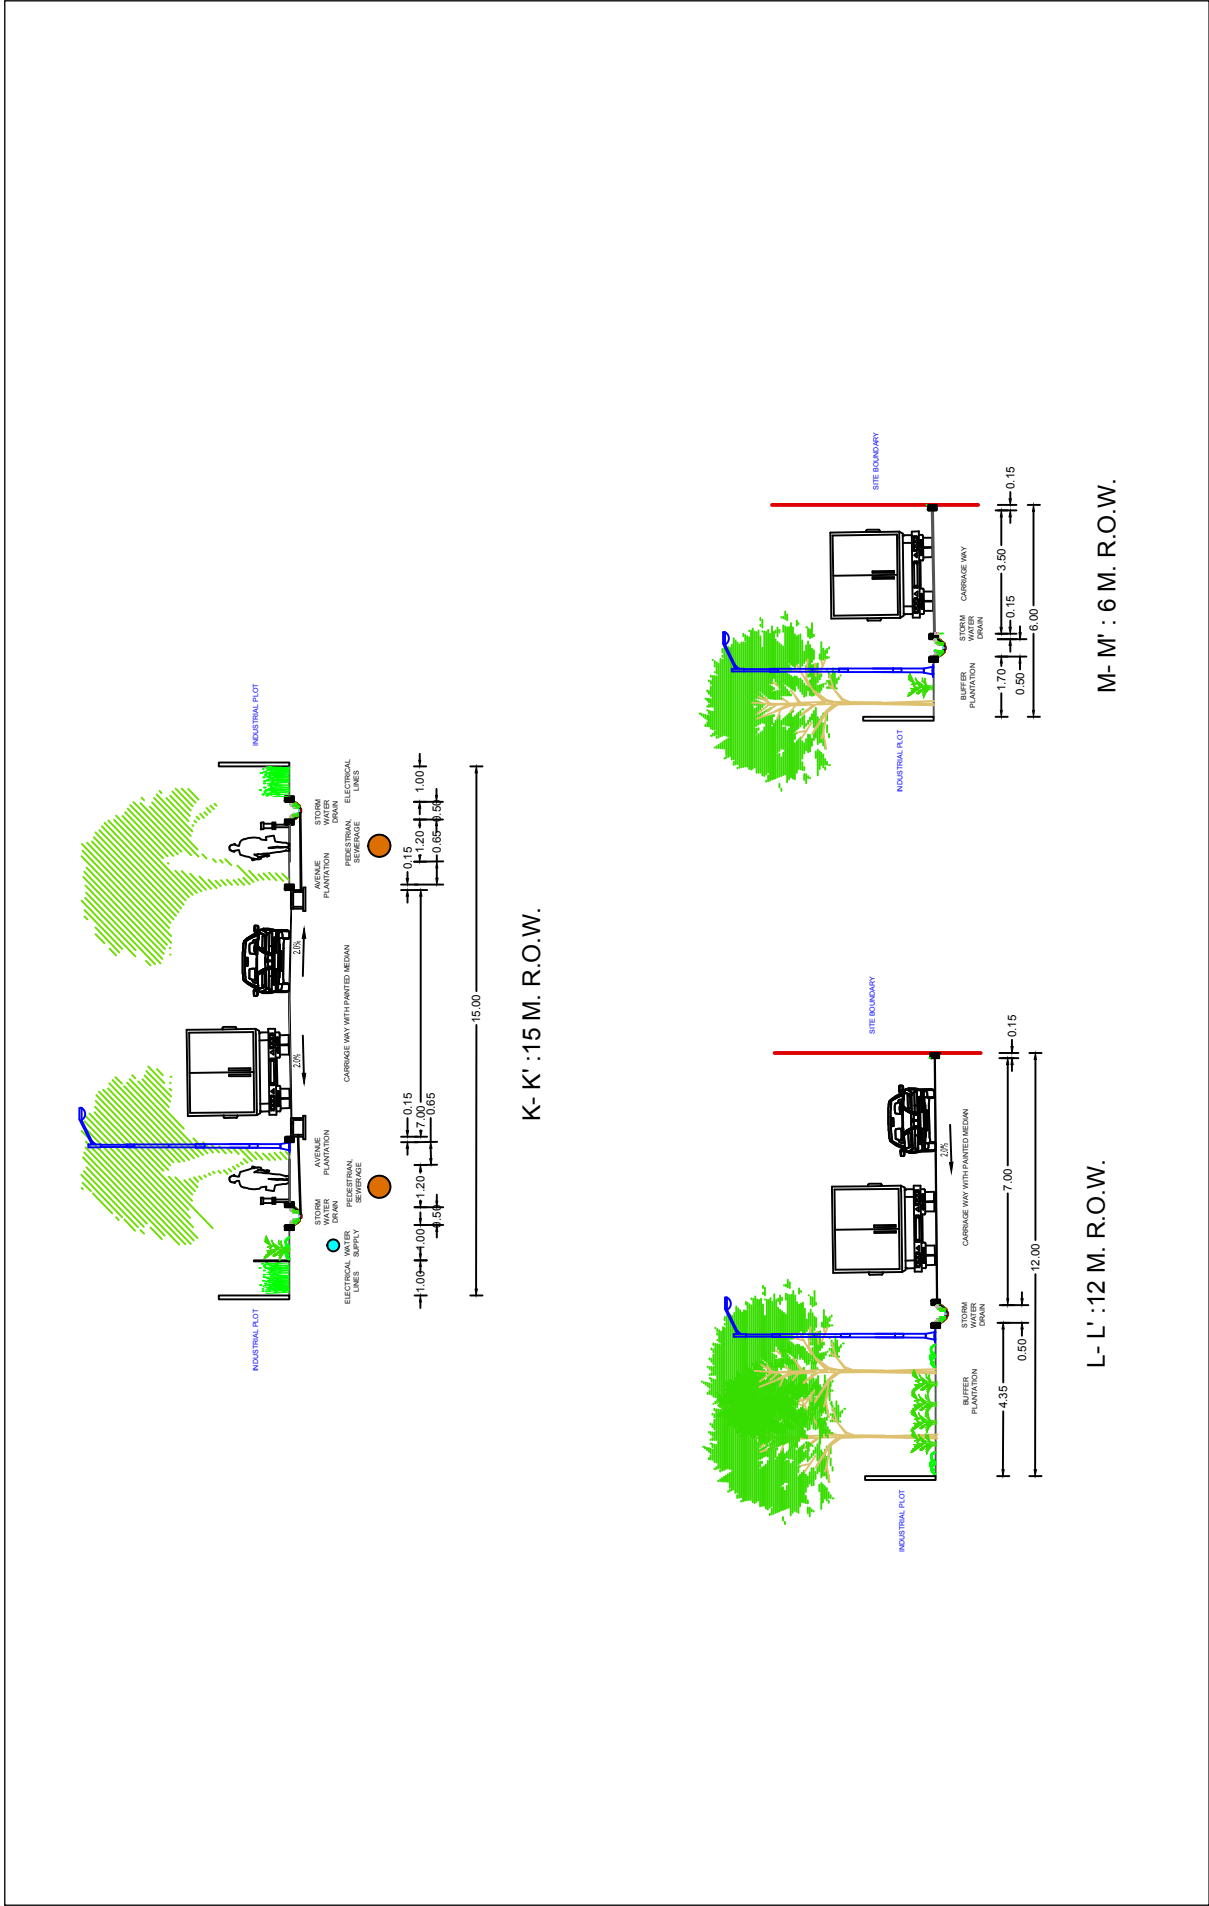 INDUSTRIAL PLOT
INDUSTRIAL PLOT
2.0%
2.0%
ELECTRICAL
LINES
WATER
SUPPLY
STORM
WATER
DRAIN
PEDESTRIAN,
SEWERAGE
AVENUE
PLANTATION
CARRIAGE WAY WITH PAINTED MEDIAN
AVENUE
PLANTATION
PEDESTRIAN,
SEWERAGE
STORM
WATER
DRAIN
ELECTRICAL
LINES
0.15
0.15
1.00
1.00
1.20
7.00
1.20
1.00
0.50
0.65
0.65
0.50
15.00
K- K' :15 M. R.O.W.
INDUSTRIAL PLOT
SITE BOUNDARY
2.0%
BUFFER
PLANTATION
STORM
WATER
DRAIN
CARRIAGE WAY WITH PAINTED MEDIAN
4.35
7.00
0.15
0.50
12.00
L- L' :12 M. R.O.W.
INDUSTRIAL PLOT
SITE BOUNDARY
BUFFER
PLANTATION
STORM
WATER
DRAIN
CARRIAGE WAY
1.70
0.15
3.50
0.15
0.50
6.00
M- M' : 6 M. R.O.W.